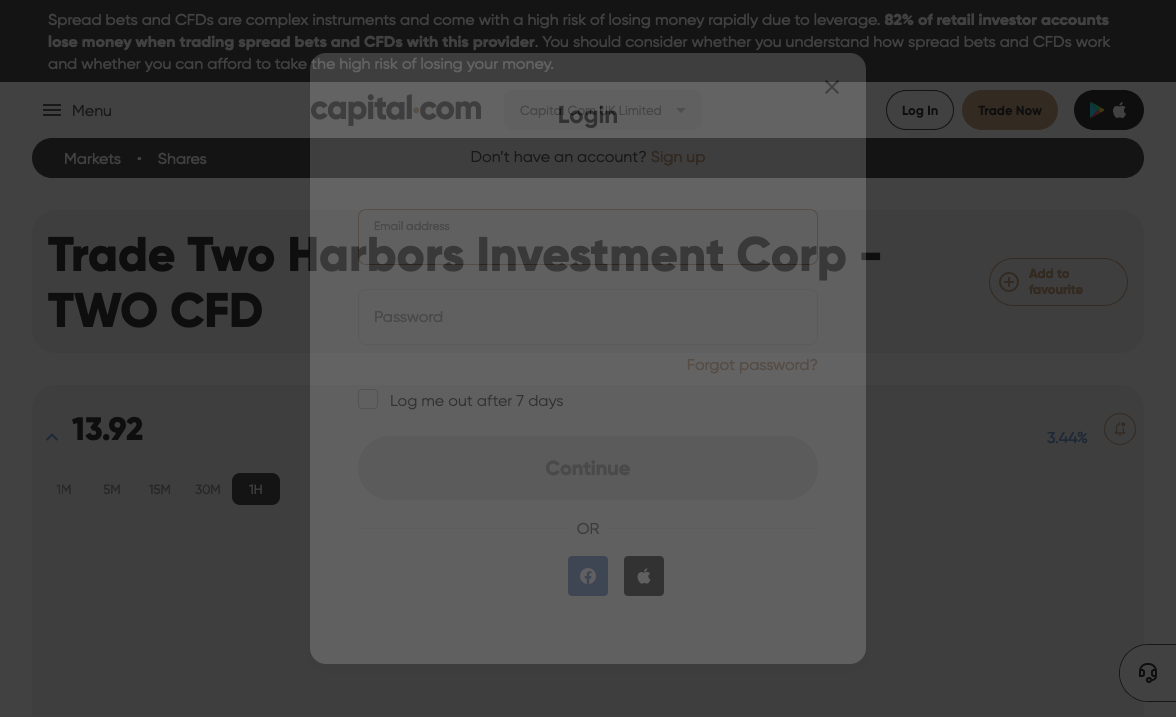 Spread bets and CFDs are complex instruments and come with a high risk of losing money rapidly due to leverage. 82% of retail investor accounts
lose money when trading spread bets and CFDs with this provider. You should consider whether you understand how spread bets and CFDs work
and whether you can afford to take the high risk of losing your money.
Menu
capital.com
Capital Com UK Limited
Log In
Trade Now
Login
Markets • Shares
Don't have an account? Sign up
Email address
Trade Two Harbors Investment Corp -
TWO CFD
Add to
favourite
Password
Forgot password?
Log me out after 7 days
13.92
3.44%
Continue
1M 5M 15M 30M 1H
OR